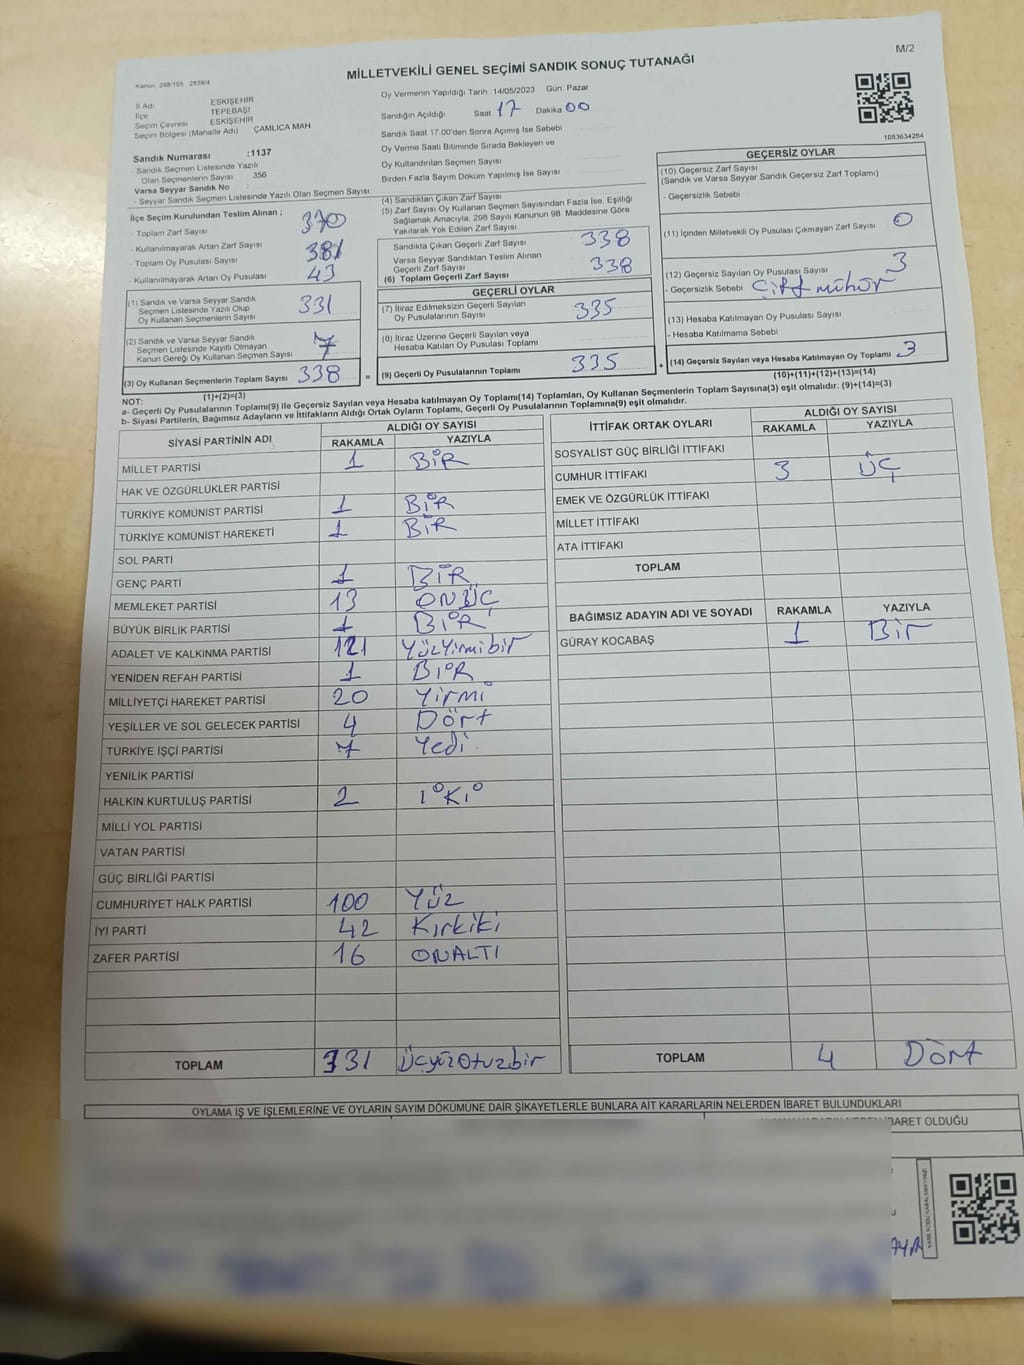 M/2
Kanun: 298/105 - 2839/4
MİLLETVEKİLİ GENEL SEÇİMİ SANDIK SONUÇ TUTANAĞI
İl Adı ESKİŞEHİR
İlçe TEPEBAŞI
Seçim Çevresi ESKİŞEHİR
Seçim Bölgesi (Mahalle Adı) ÇAMLICA MAH
Sandık Numarası :1137
- Sandık Seçmen Listesinde Yazılı
Olan Seçmenlerin Sayısı 356
Varsa Seyyar Sandık No :
- Seyyar Seçmen Listesinde Yazılı Olan Seçmen Sayısı:
Oy Vermenin Yapıldığı Tarih 14/05/2023 Gün Pazar
Sandığın Açıldığı Saat 17 Dakika 00
Sandık Saat 17.00'den Sonra Açımış İse Sebebi
Oy Verme Saati Bitiminde Sırada Bekleyen ve
Oy Kullandırılan Seçmen Sayısı
Birden Fazla Sayım Döküm Yapılmış İse Sayısı
1083634264
İlçe Seçim Kurulundan Teslim Alınan ;
- Toplam Zarf Sayısı 370
- Kullanılmayarak Artan Zarf Sayısı
- Toplam Oy Pusulası Sayısı 381
- Kullanılmayarak Artan Oy Pusulası 43
(1) Sandık ve Varsa Seyyar Sandık
Seçmen Listesinde Yazılı Olup
Oy Kullanan Seçmenlerin Sayısı 331
(2) Sandık ve Varsa Seyyar Sandık
Seçmen Listesinde Kayıtlı Olmayan
Kanun Gereği Oy Kullanan Seçmen Sayısı 7
(3) Oy Kullanan Seçmenlerin Toplam Sayısı 338
(1)+(2)=(3)
(4) Sandıktan Çıkan Zarf Sayısı
(5) Zarf Sayısı Oy Kullanan Seçmen Sayısından Fazla İse, Eşitliği
Sağlamak Amacıyla, 298 Sayılı Kanunun 98. Maddesine Göre
Yakılarak Yok Edilen Zarf Sayısı
Sandıkta Çıkan Geçerli Zarf Sayısı 338
Varsa Seyyar Sandıktan Teslim Alınan
Geçerli Zarf Sayısı
(6) Toplam Geçerli Zarf Sayısı 338
GEÇERLİ OYLAR
(7) İtiraz Edilmeksizin Geçerli Sayılan
Oy Pusulalarının Sayısı 335
(8) İtiraz Üzerine Geçerli Sayılan veya
Hesaba Katılan Oy Pusulası Toplamı
= (9) Geçerli Oy Pusulalarının Toplamı 335
GEÇERSİZ OYLAR
(10) Geçersiz Zarf Sayısı
(Sandık ve Varsa Seyyar Sandık Geçersiz Zarf Toplamı)
- Geçersizlik Sebebi
(11) İçinden Milletvekili Oy Pusulası Çıkmayan Zarf Sayısı 0
(12) Geçersiz Sayılan Oy Pusulası Sayısı 3
- Geçersizlik Sebebi Çift mühür
(13) Hesaba Katılmayan Oy Pusulası Sayısı
- Hesaba Katılmama Sebebi
+ (14) Geçersiz Sayılan veya Hesaba Katılmayan Oy Toplamı 3
(10)+(11)+(12)+(13)=(14)
NOT:
a- Geçerli Oy Pusulalarının Toplamı(9) ile Geçersiz Sayılan veya Hesaba katılmayan Oy Toplamı(14) Toplamları, Oy Kullanan Seçmenlerin Toplam Sayısına(3) eşit olmalıdır. (9)+(14)=(3)
b- Siyasi Partilerin, Bağımsız Adayların ve İttifakların Aldığı Ortak Oyların Toplamı, Geçerli Oy Pusulalarının Toplamına(9) eşit olmalıdır.
SİYASİ PARTİNİN ADI ALDIĞI OY SAYISI
RAKAMLA YAZIYLA
MİLLET PARTİSİ 1 BİR
HAK VE ÖZGÜRLÜKLER PARTİSİ
TÜRKİYE KOMÜNİST PARTİSİ 1 BİR
TÜRKİYE KOMÜNİST HAREKETİ 1 BİR
SOL PARTİ
GENÇ PARTİ 1 BİR
MEMLEKET PARTİSİ 13 ONÜÇ
BÜYÜK BİRLİK PARTİSİ 1 BİR
ADALET VE KALKINMA PARTİSİ 121 Yüzyirmibir
YENİDEN REFAH PARTİSİ 1 BİR
MİLLİYETÇİ HAREKET PARTİSİ 20 Yirmi
YEŞİLLER VE SOL GELECEK PARTİSİ 4 Dört
TÜRKİYE İŞÇİ PARTİSİ 7 Yedi
YENİLİK PARTİSİ
HALKIN KURTULUŞ PARTİSİ 2 İKİ
MİLLİ YOL PARTİSİ
VATAN PARTİSİ
GÜÇ BİRLİĞİ PARTİSİ
CUMHURİYET HALK PARTİSİ 100 Yüz
İYİ PARTİ 42 Kırkiki
ZAFER PARTİSİ 16 ONALTI
TOPLAM 331 Üçyüzotuzbir
İTTİFAK ORTAK OYLARI ALDIĞI OY SAYISI
RAKAMLA YAZIYLA
SOSYALİST GÜÇ BİRLİĞİ İTTİFAKI
CUMHUR İTTİFAKI 3 ÜÇ
EMEK VE ÖZGÜRLÜK İTTİFAKI
MİLLET İTTİFAKI
ATA İTTİFAKI
TOPLAM
BAĞIMSIZ ADAYIN ADI VE SOYADI RAKAMLA YAZIYLA
GÜRAY KOCABAŞ 1 Bir
TOPLAM 4 Dört
OYLAMA İŞ VE İŞLEMLERİNE VE OYLARIN SAYIM DÖKÜMÜNE DAİR ŞİKAYETLERLE BUNLARA AİT KARARLARIN NELERDEN İBARET BULUNDUKLARI
İBARET OLDUĞU